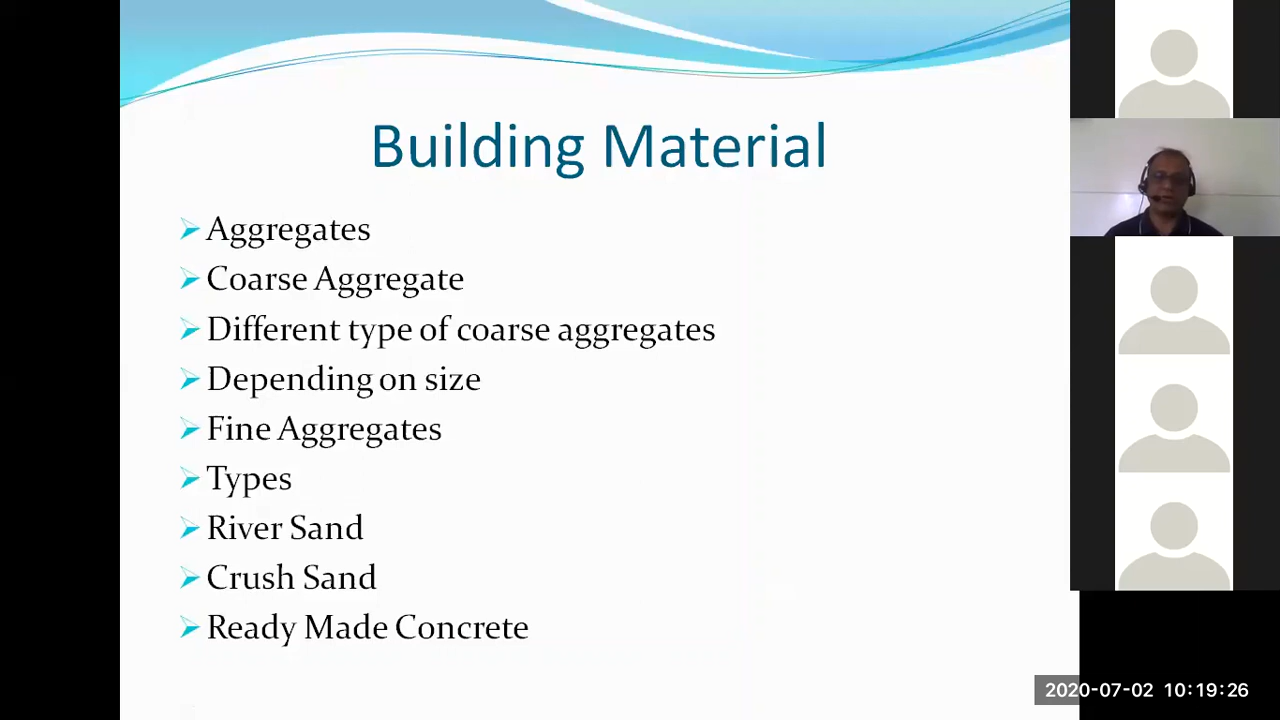 Building Material
Aggregates
Coarse Aggregate
Different type of coarse aggregates
Depending on size
Fine Aggregates
Types
River Sand
Crush Sand
Ready Made Concrete
2020-07-02 10:19:26